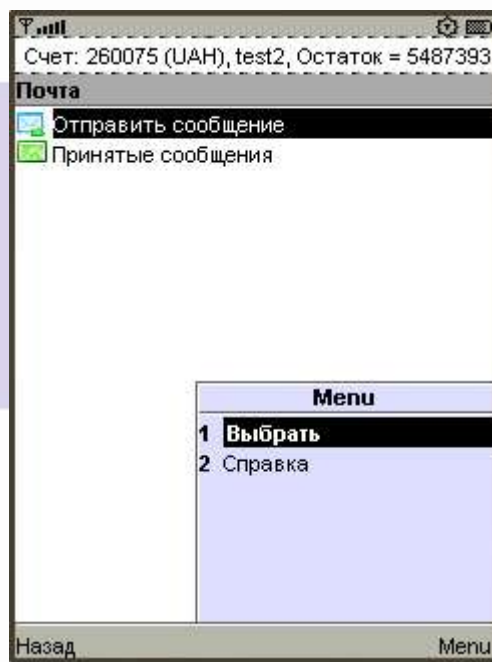 Счет: 260075 (UAH), test2, Остаток = 5487393
Почта
Отправить сообщение
Принятые сообщения
Menu
1 Выбрать
2 Справка
Назад Menu